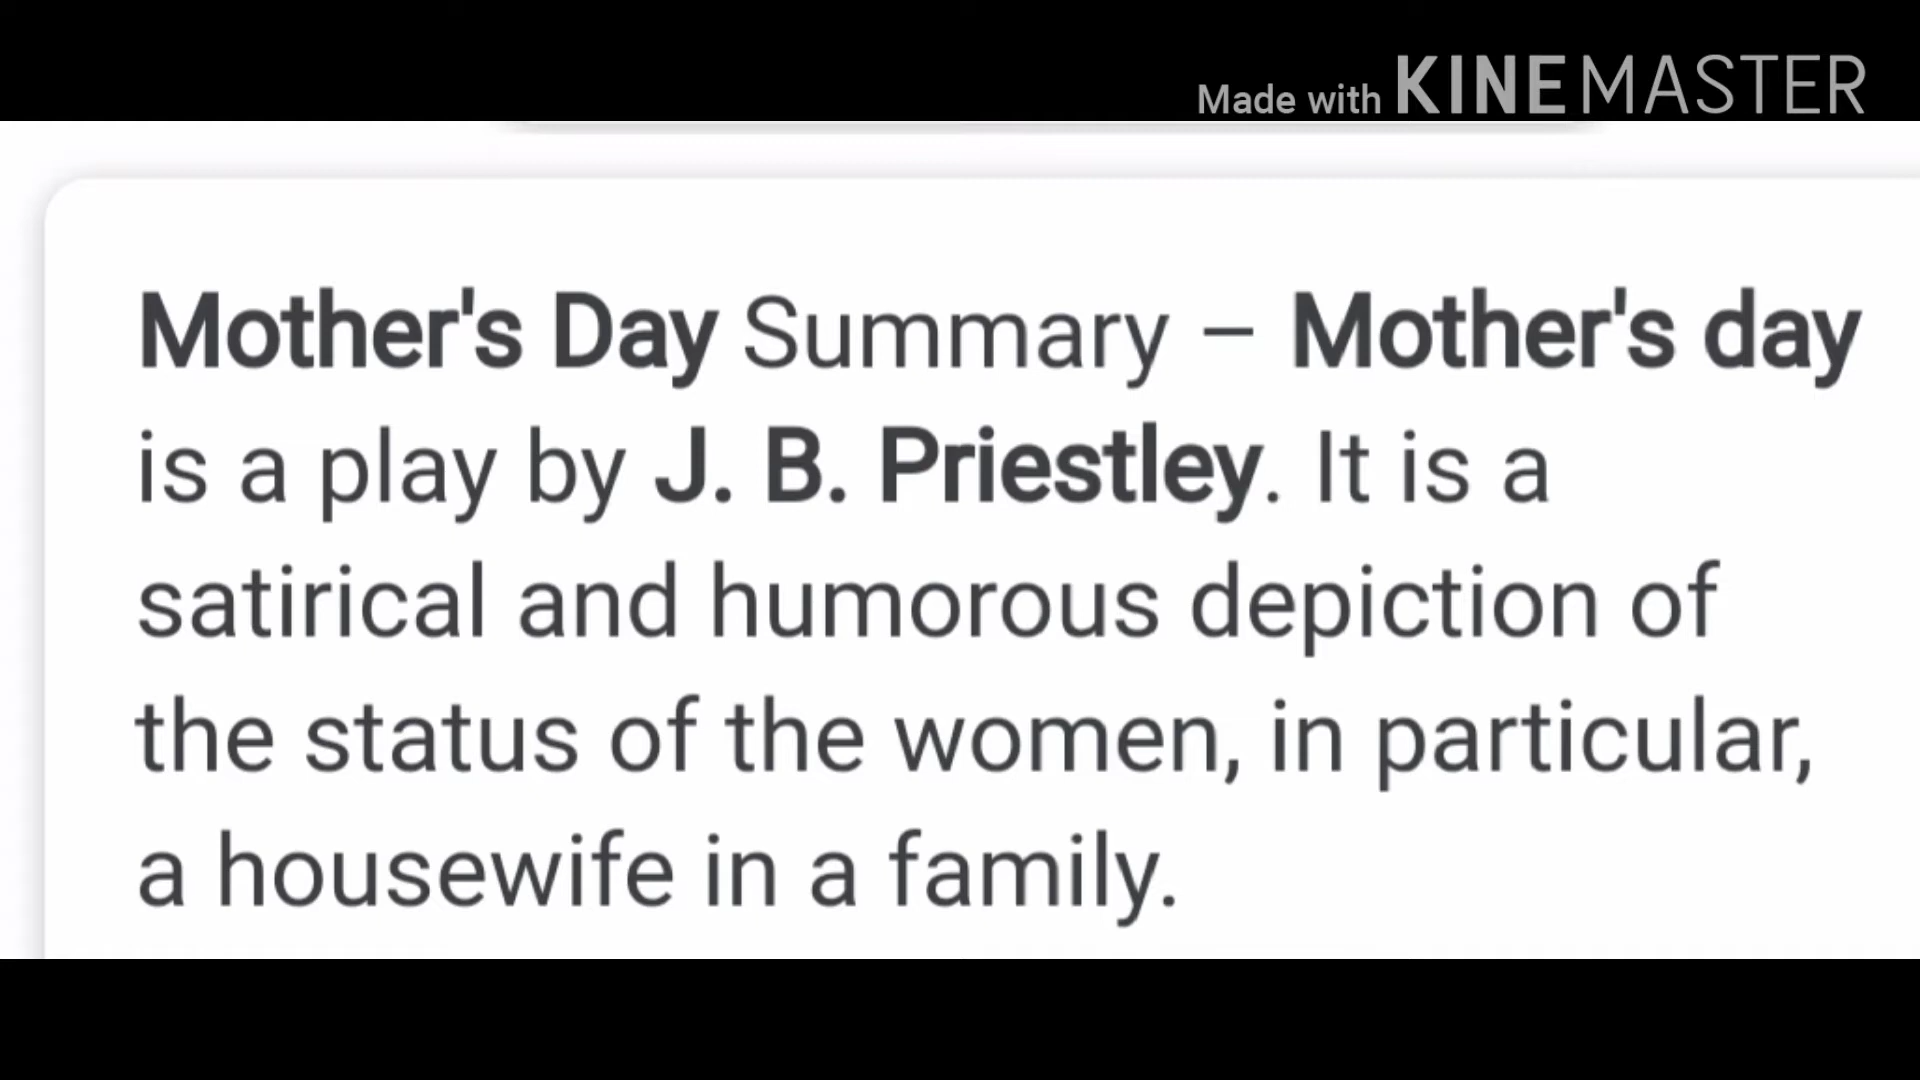 Made with KINEMASTER
Mother's Day Summary – Mother's day
is a play by J. B. Priestley. It is a
satirical and humorous depiction of
the status of the women, in particular,
a housewife in a family.